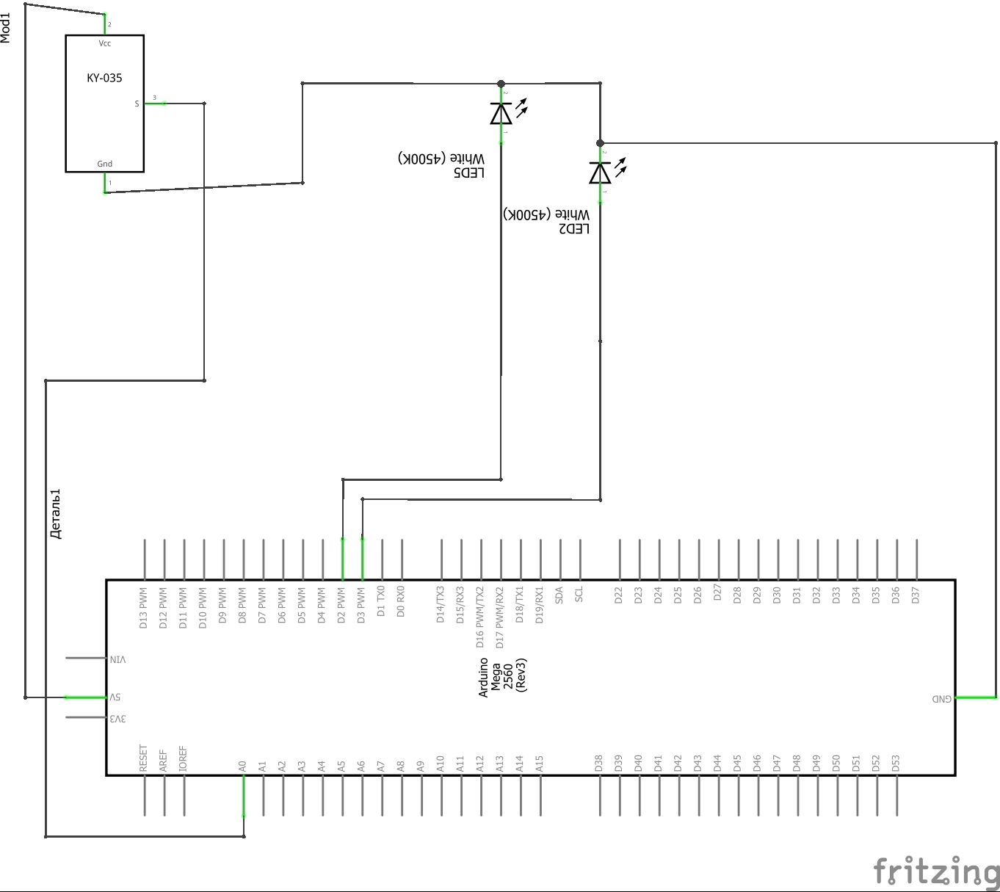 Mod1
2
Vcc
KY-035
S
3
Gnd
1
2
1
LED5
White (4500K)
2
1
LED2
White (4500K)
Деталь1
D13 PWM
D12 PWM
D11 PWM
D10 PWM
D9 PWM
D8 PWM
D7 PWM
D6 PWM
D5 PWM
D4 PWM
D2 PWM
D3 PWM
D1 TX0
D0 RX0
D14/TX3
D15/RX3
D16 PWM/TX2
D17 PWM/RX2
D18/TX1
D19/RX1
SDA
SCL
D22
D23
D24
D25
D26
D27
D28
D29
D30
D31
D32
D33
D34
D35
D36
D37
VIN
5V
3V3
Arduino
Mega
2560
(Rev3)
GND
RESET
AREF
IOREF
A0
A1
A2
A3
A4
A5
A6
A7
A8
A9
A10
A11
A12
A13
A14
A15
D38
D39
D40
D41
D42
D43
D44
D45
D46
D47
D48
D49
D50
D51
D52
D53
fritzing